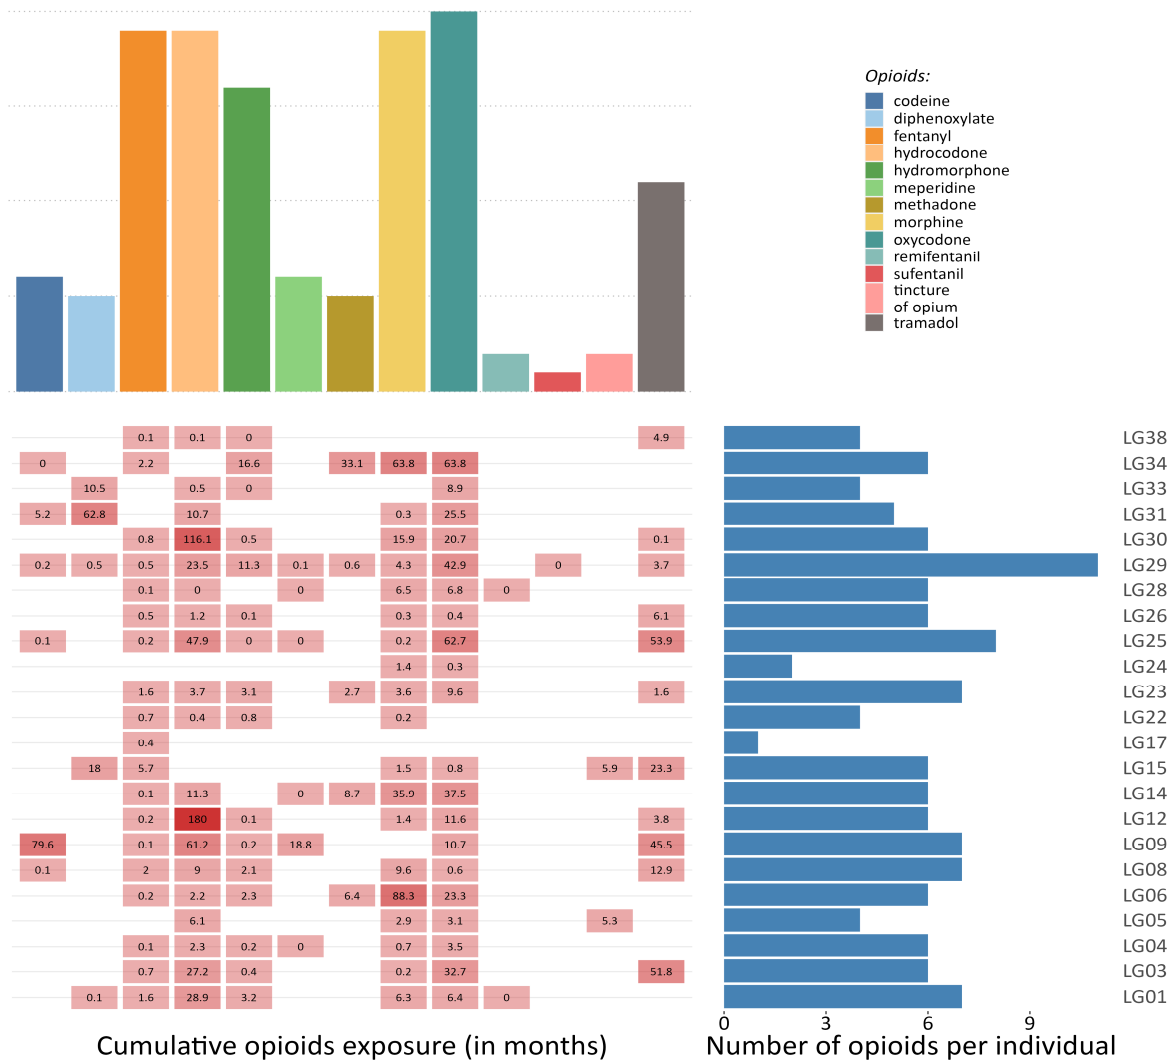 Opioids:
codeine
diphenoxylate
fentanyl
hydrocodone
hydromorphone
meperidine
methadone
morphine
oxycodone
remifentanil
sufentanil
tincture
of opium
tramadol
0.1 0.1 0 4.9 LG38
0 2.2 16.6 33.1 63.8 63.8 LG34
10.5 0.5 0 8.9 LG33
5.2 62.8 10.7 0.3 25.5 LG31
0.8 116.1 0.5 15.9 20.7 0.1 LG30
0.2 0.5 0.5 23.5 11.3 0.1 0.6 4.3 42.9 0 3.7 LG29
0.1 0 0 6.5 6.8 0 LG28
0.5 1.2 0.1 0.3 0.4 6.1 LG26
0.1 0.2 47.9 0 0 0.2 62.7 53.9 LG25
1.4 0.3 LG24
1.6 3.7 3.1 2.7 3.6 9.6 1.6 LG23
0.7 0.4 0.8 0.2 LG22
0.4 LG17
18 5.7 1.5 0.8 5.9 23.3 LG15
0.1 11.3 0 8.7 35.9 37.5 LG14
0.2 180 0.1 1.4 11.6 3.8 LG12
79.6 0.1 61.2 0.2 18.8 10.7 45.5 LG09
0.1 2 9 2.1 9.6 0.6 12.9 LG08
0.2 2.2 2.3 6.4 88.3 23.3 LG06
6.1 2.9 3.1 5.3 LG05
0.1 2.3 0.2 0 0.7 3.5 LG04
0.7 27.2 0.4 0.2 32.7 51.8 LG03
0.1 1.6 28.9 3.2 6.3 6.4 0 LG01
0 3 6 9
Cumulative opioids exposure (in months)
Number of opioids per individual